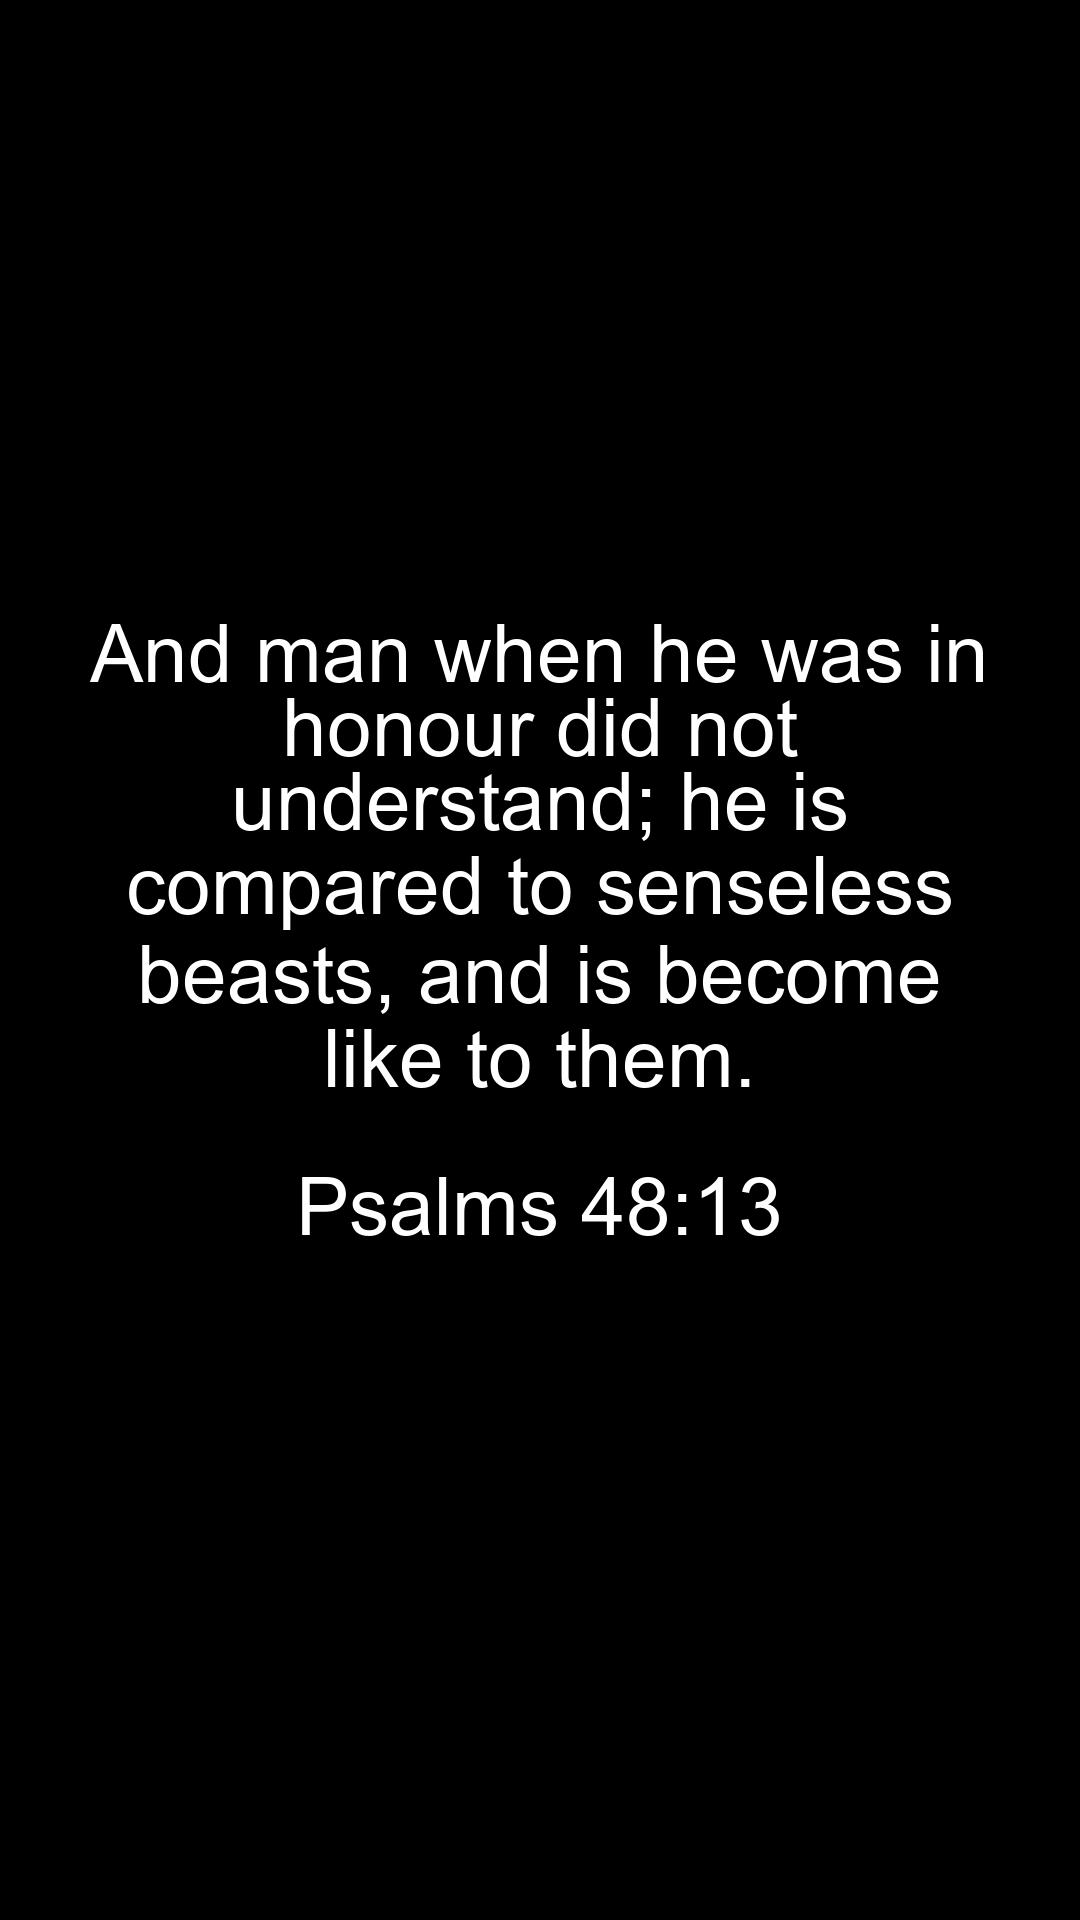 And man when he was in
honour did not
understand; he is
compared to senseless
beasts, and is become
like to them.
Psalms 48:13